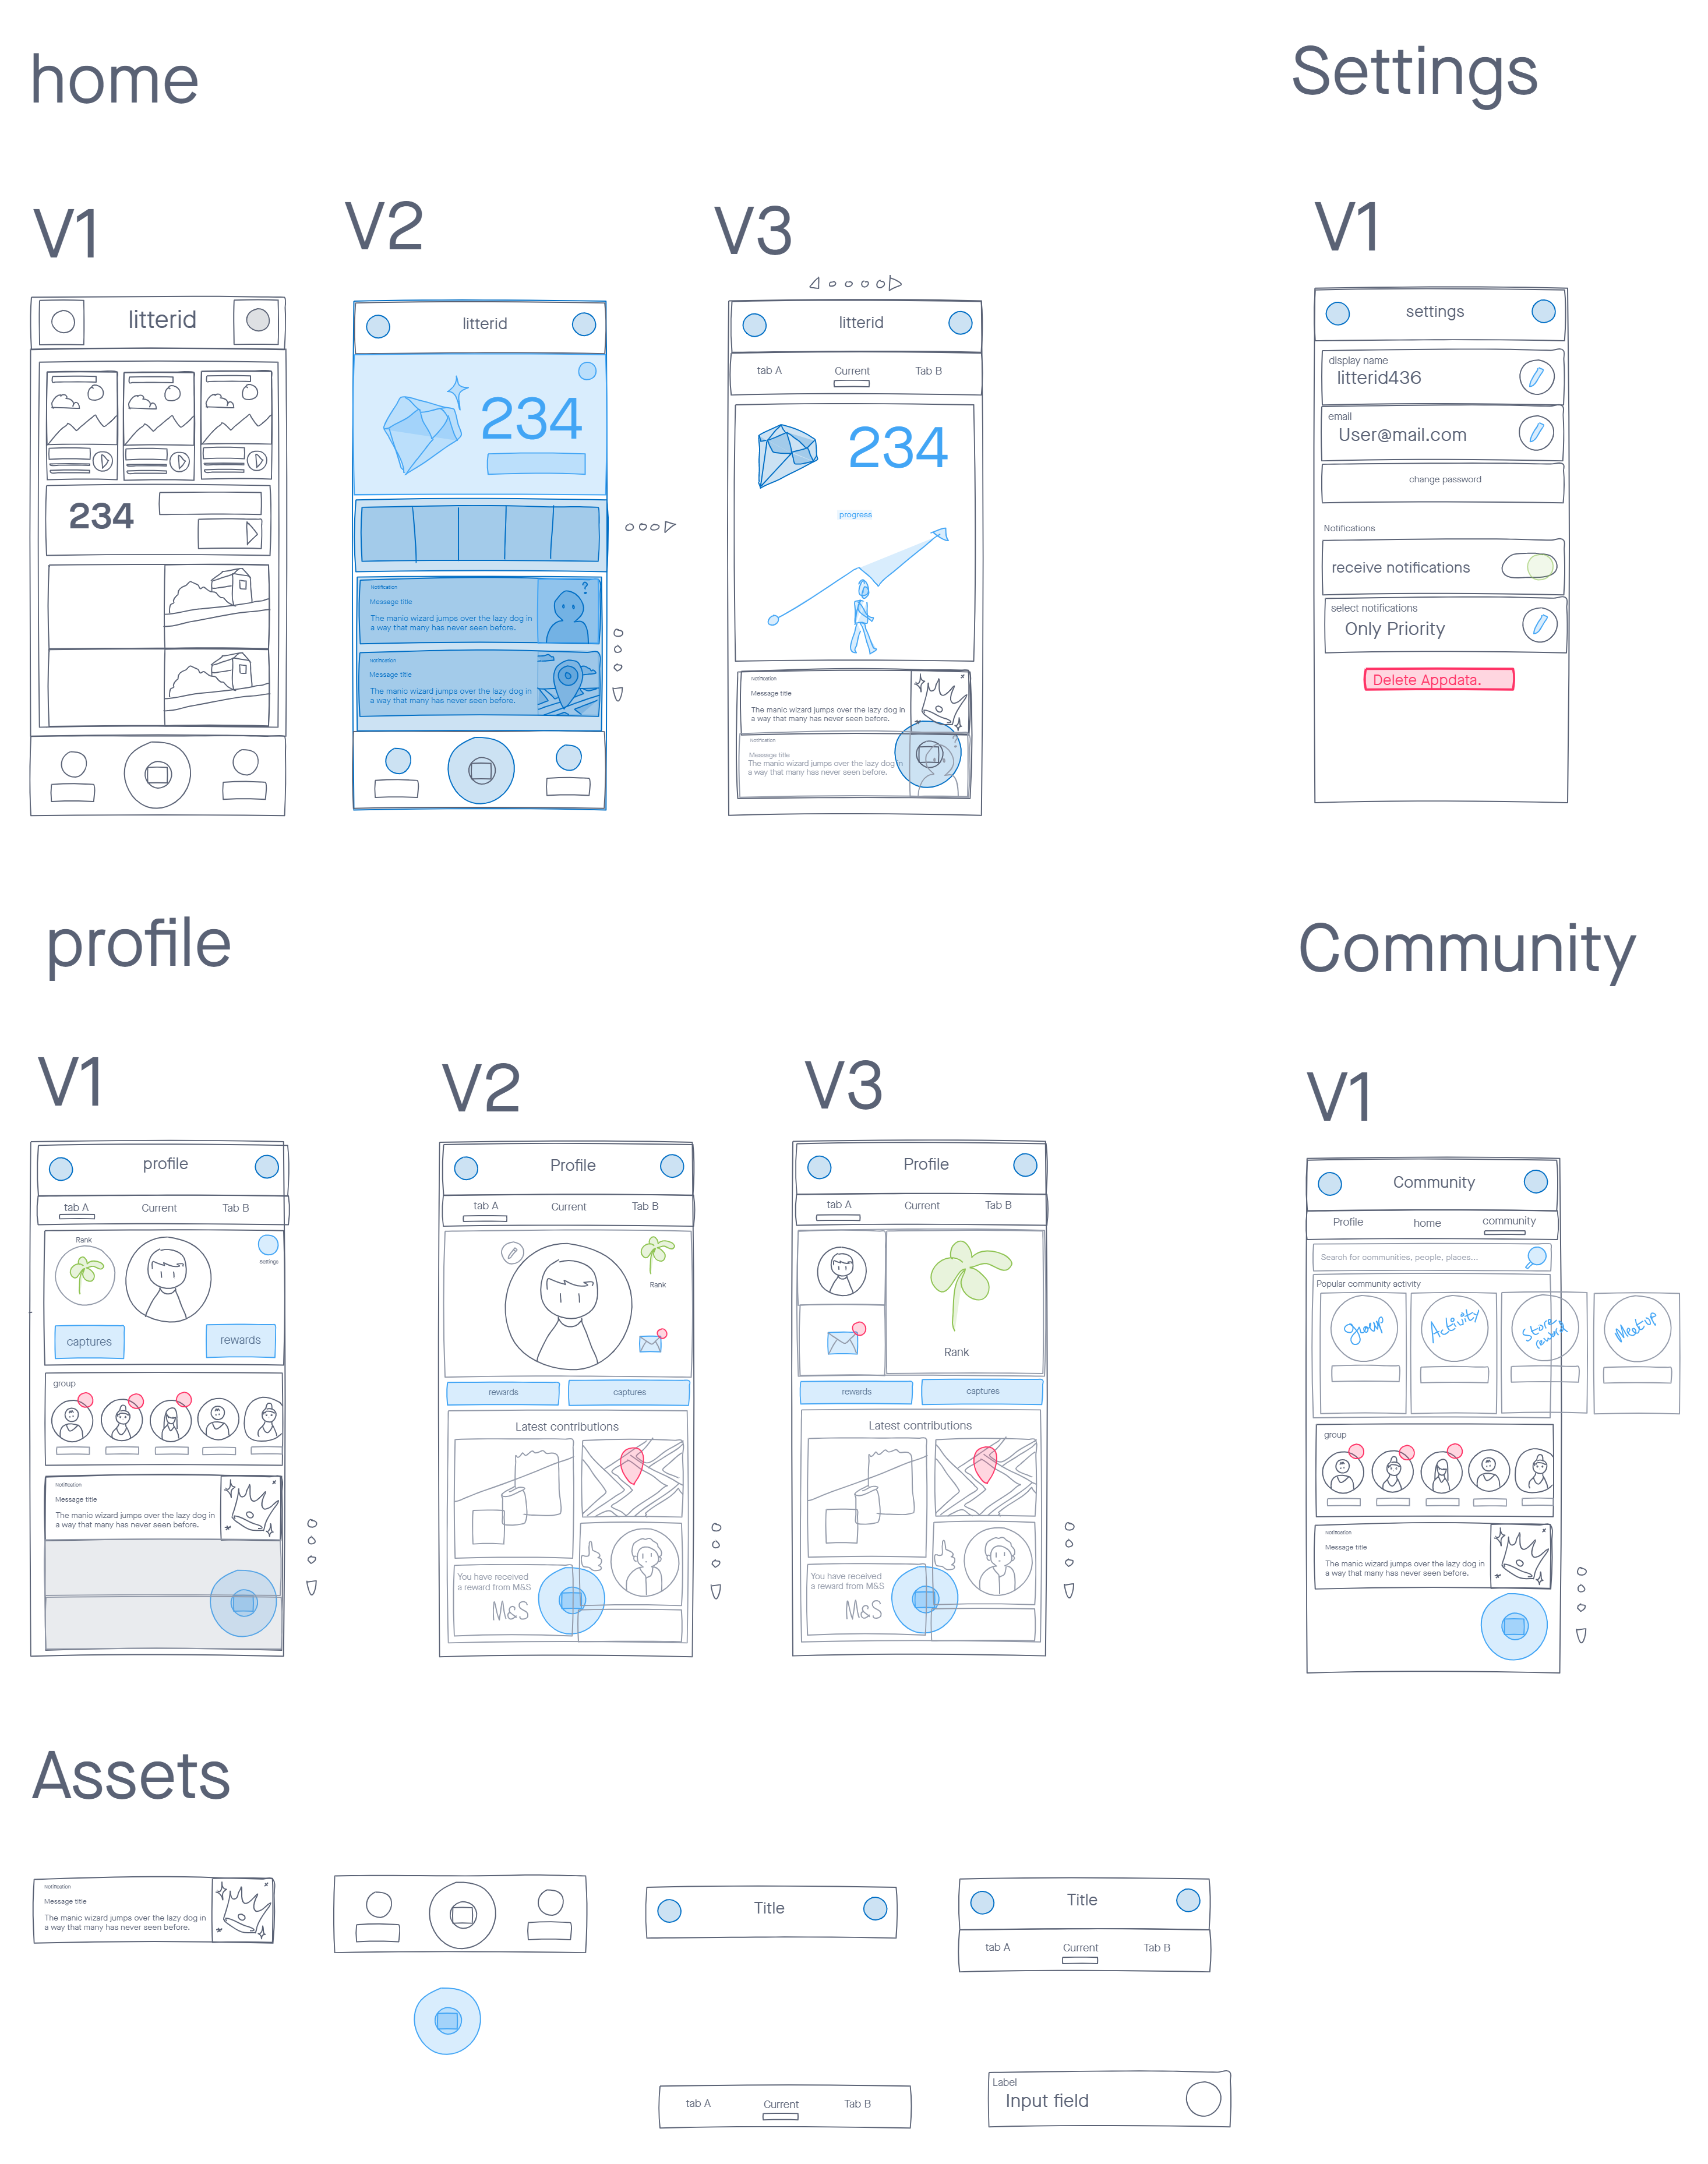 home
Settings
V1
V2
V3
V1
litterid
234
litterid
234
Notification
Message title
The manic wizard jumps over the lazy dog in
a way that many has never seen before.
?
Notification
Message title
The manic wizard jumps over the lazy dog in
a way that many has never seen before.
litterid
tab A
Current
Tab B
234
progress
Notification
Message title
The manic wizard jumps over the lazy dog in
a way that many has never seen before.
Notification
Message title
The manic wizard jumps over the lazy dog in
a way that many has never seen before.
settings
display name
litterid436
email
User@mail.com
change password
Notifications
receive notifications
select notifications
Only Priority
Delete Appdata.
profile
Community
V1
V2
V3
V1
profile
tab A
Current
Tab B
Rank
Settings
captures
rewards
group
Notification
Message title
The manic wizard jumps over the lazy dog in
a way that many has never seen before.
Profile
tab A
Current
Tab B
Rank
rewards
captures
Latest contributions
You have received
a reward from M&S
M&S
Profile
tab A
Current
Tab B
Rank
rewards
captures
Latest contributions
You have received
a reward from M&S
M&S
Community
Profile
home
community
Search for communities, people, places...
Popular community activity
group
Activity
Store
reward
Meetup
group
Notification
Message title
The manic wizard jumps over the lazy dog in
a way that many has never seen before.
Assets
Notification
Message title
The manic wizard jumps over the lazy dog in
a way that many has never seen before.
Title
Title
tab A
Current
Tab B
tab A
Current
Tab B
Label
Input field